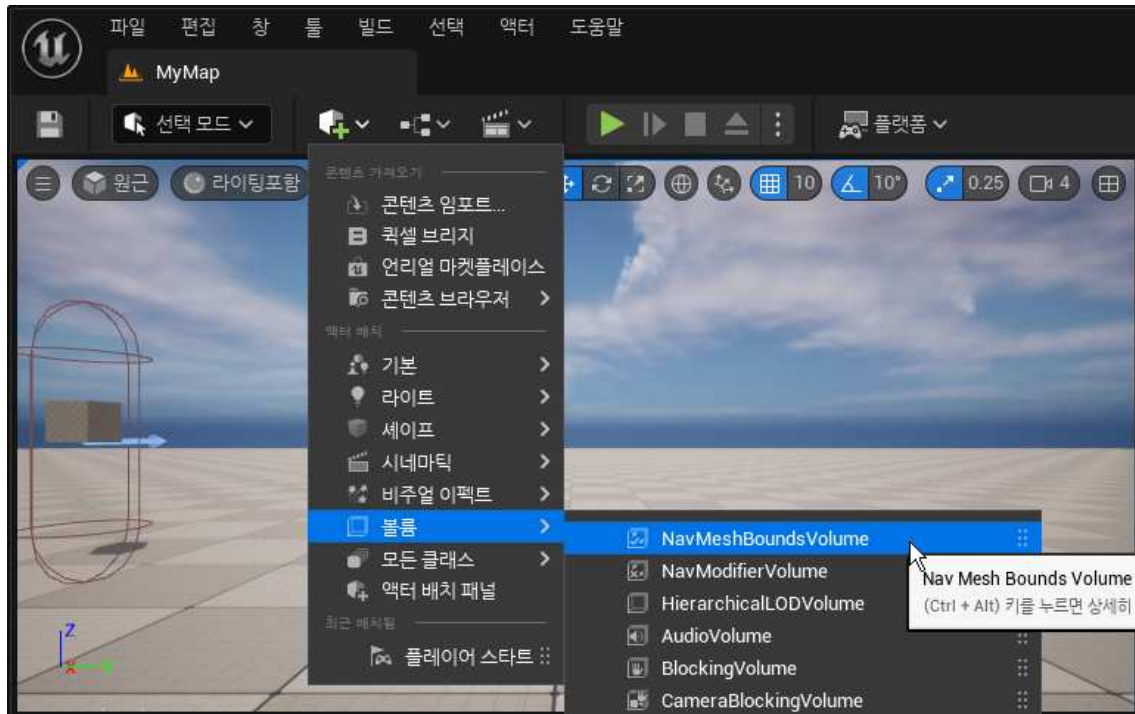 파일 편집 창 툴 빌드 선택 액터 도움말
MyMap
선택 모드 플랫폼
원근 라이팅포함 10 10° 0.25 4
콘텐츠 가져오기
콘텐츠 임포트...
퀵셀 브리지
언리얼 마켓플레이스
콘텐츠 브라우저
액터 배치
기본
라이트
셰이프
시네마틱
비주얼 이펙트
볼륨
NavMeshBoundsVolume
모든 클래스
NavModifierVolume
Nav Mesh Bounds Volume
액터 배치 패널
HierarchicalLODVolume
(Ctrl + Alt) 키를 누르면 상세히
최근 배치됨
AudioVolume
플레이어 스타트
BlockingVolume
CameraBlockingVolume
Z